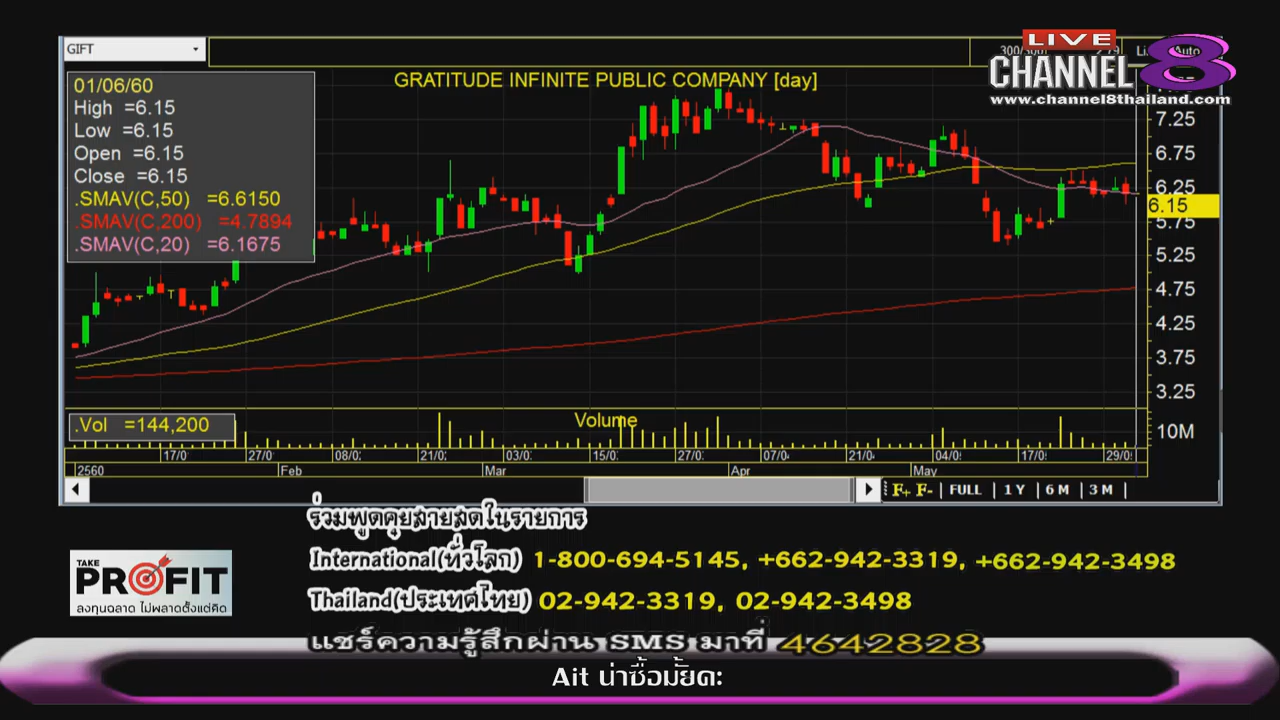 GIFT
LIVE
CHANNEL 8
www.channel8thailand.com
GRATITUDE INFINITE PUBLIC COMPANY [day]
01/06/60
High =6.15
Low =6.15
Open =6.15
Close =6.15
.SMAV(C,50) =6.6150
.SMAV(C,200) =4.7894
.SMAV(C,20) =6.1675
7.25
6.75
6.25
6.15
5.75
5.25
4.75
4.25
3.75
3.25
.Vol =144,200
Volume
10M
17/0 27/0 08/0 21/0 03/0 15/0 27/0 07/0 21/0 04/0 17/0 29/0
2560 Feb Mar Apr May
F+ F- | FULL | 1 Y | 6 M | 3 M |
ร่วมพูดคุยสายสดในรายการ
International(ทั่วโลก) 1-800-694-5145, +662-942-3319, +662-942-3498
TAKE PROFIT
ลงทุนฉลาด ไม่พลาดตั้งแต่คิด
Thailand(ประเทศไทย) 02-942-3319, 02-942-3498
แชร์ความรู้สึกผ่าน SMS มาที่ 4642828
Ait น่าซื้อมั้ยคะ